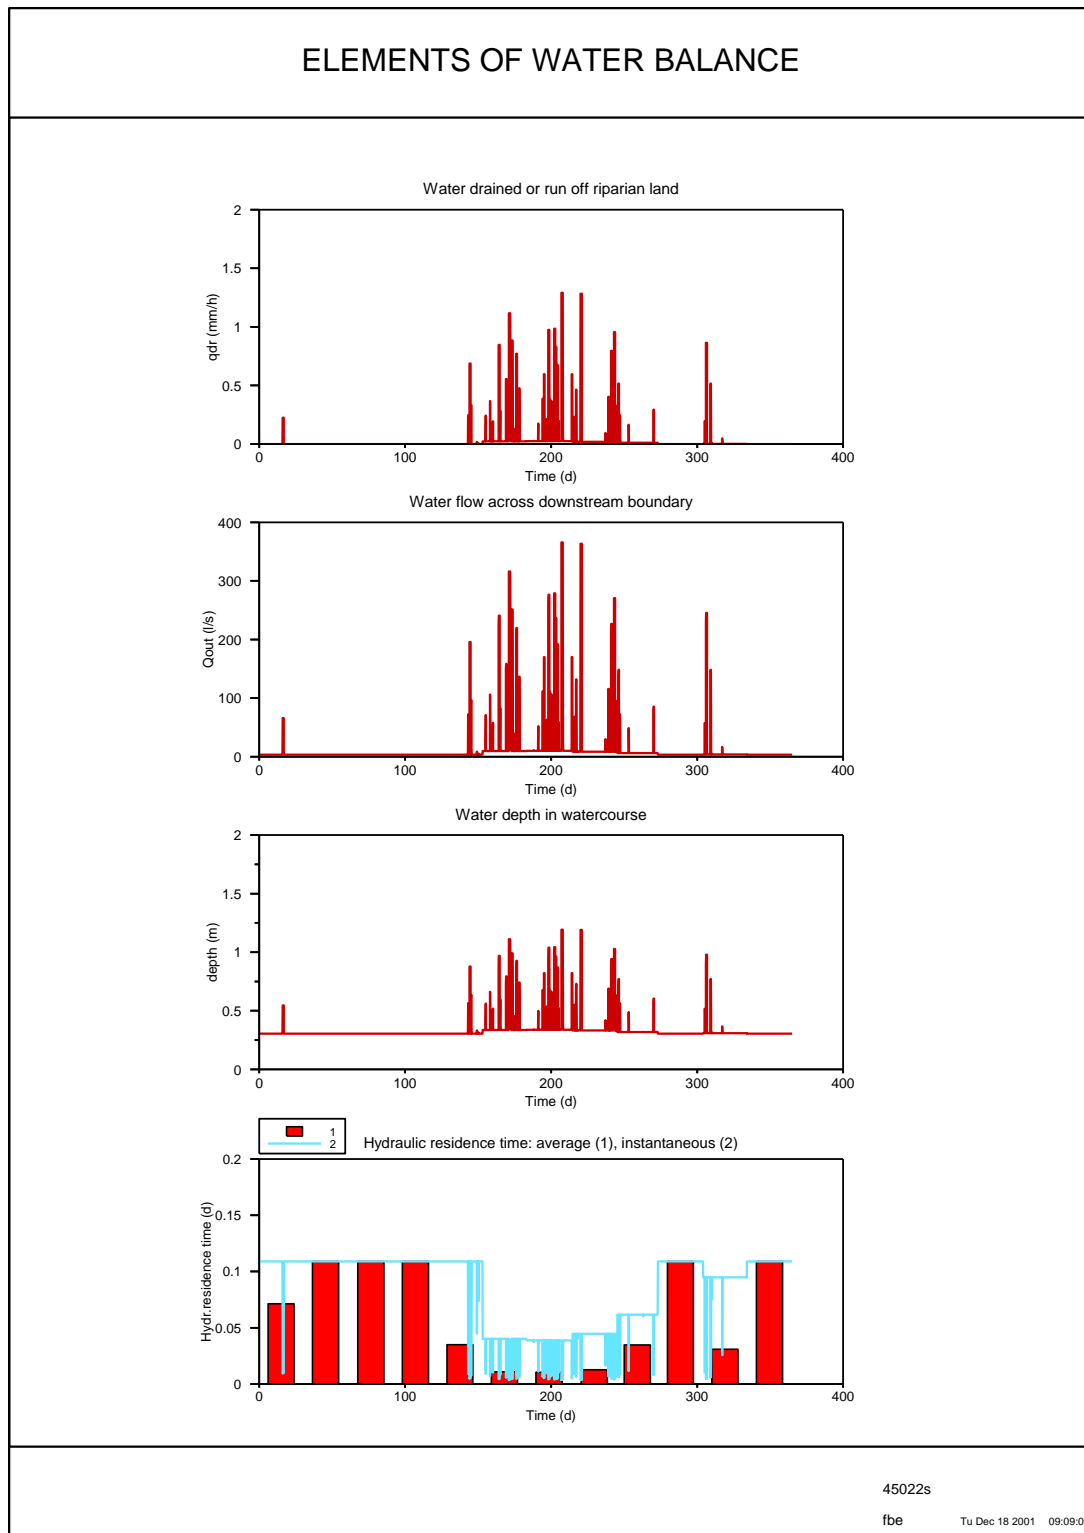 ELEMENTS OF WATER BALANCE
Water drained or run off riparian land
2
1.5
1
0.5
0
qdr (mm/h)
0 100 200 300 400
Time (d)
Water flow across downstream boundary
400
300
200
100
0
Qout (l/s)
0 100 200 300 400
Time (d)
Water depth in watercourse
2
1.5
1
0.5
0
depth (m)
0 100 200 300 400
Time (d)
1
2
Hydraulic residence time: average (1), instantaneous (2)
0.2
0.15
0.1
0.05
0
Hydr.residence time (d)
0 100 200 300 400
Time (d)
45022s
fbe Tu Dec 18 2001 09:09:0